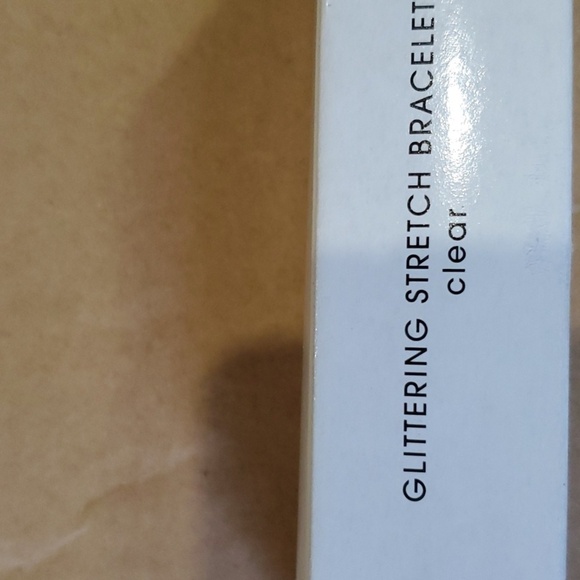 GLITTERING STRETCH BRACELET
clear